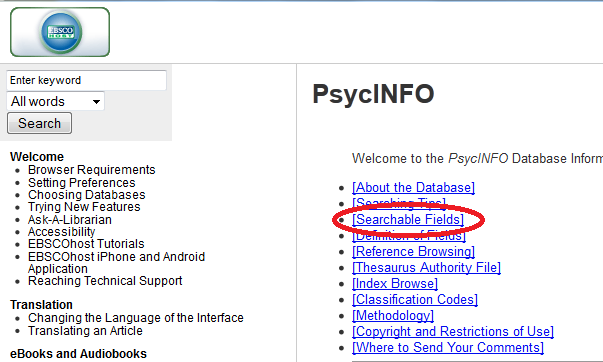 EBSCO
HOST
Enter keyword
All words
Search
Welcome
Browser Requirements
Setting Preferences
Choosing Databases
Trying New Features
Ask-A-Librarian
Accessibility
EBSCOhost Tutorials
EBSCOhost iPhone and Android
Application
Reaching Technical Support
Translation
Changing the Language of the Interface
Translating an Article
eBooks and Audiobooks
PsycINFO
Welcome to the PsycINFO Database Inform
[About the Database]
[Searching Tips]
[Searchable Fields]
[Definition of Fields]
[Reference Browsing]
[Thesaurus Authority File]
[Index Browse]
[Classification Codes]
[Methodology]
[Copyright and Restrictions of Use]
[Where to Send Your Comments]